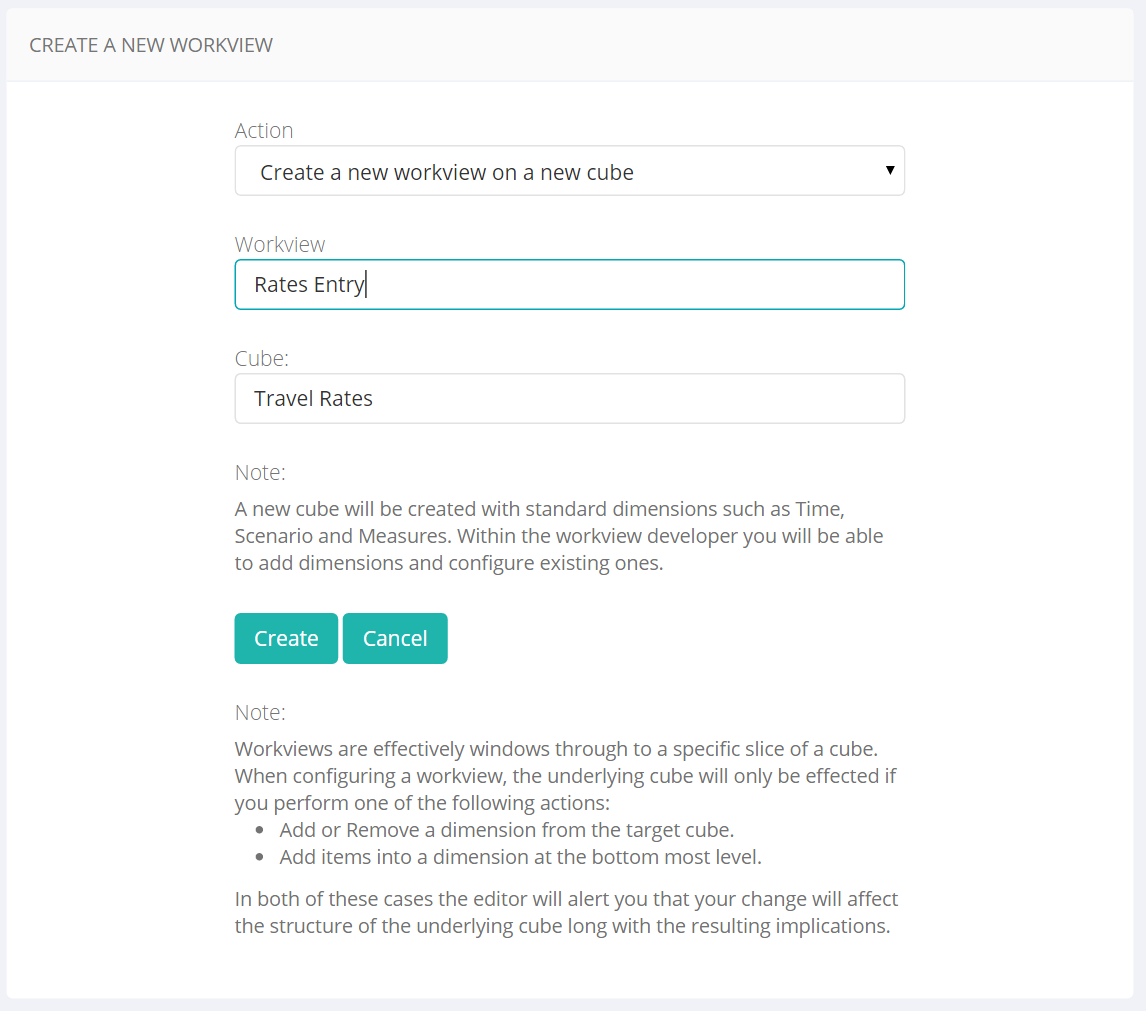 CREATE A NEW WORKVIEW
Action
Create a new workview on a new cube
Workview
Rates Entry
Cube:
Travel Rates
Note:
A new cube will be created with standard dimensions such as Time,
Scenario and Measures. Within the workview developer you will be able
to add dimensions and configure existing ones.
Create Cancel
Note:
Workviews are effectively windows through to a specific slice of a cube.
When configuring a workview, the underlying cube will only be effected if
you perform one of the following actions:
• Add or Remove a dimension from the target cube.
• Add items into a dimension at the bottom most level.
In both of these cases the editor will alert you that your change will affect
the structure of the underlying cube long with the resulting implications.